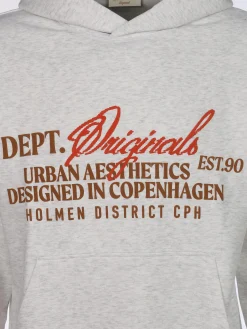 DEPT. Originals
EST.90
URBAN AESTHETICS
DESIGNED IN COPENHAGEN
HOLMEN DISTRICT CPH